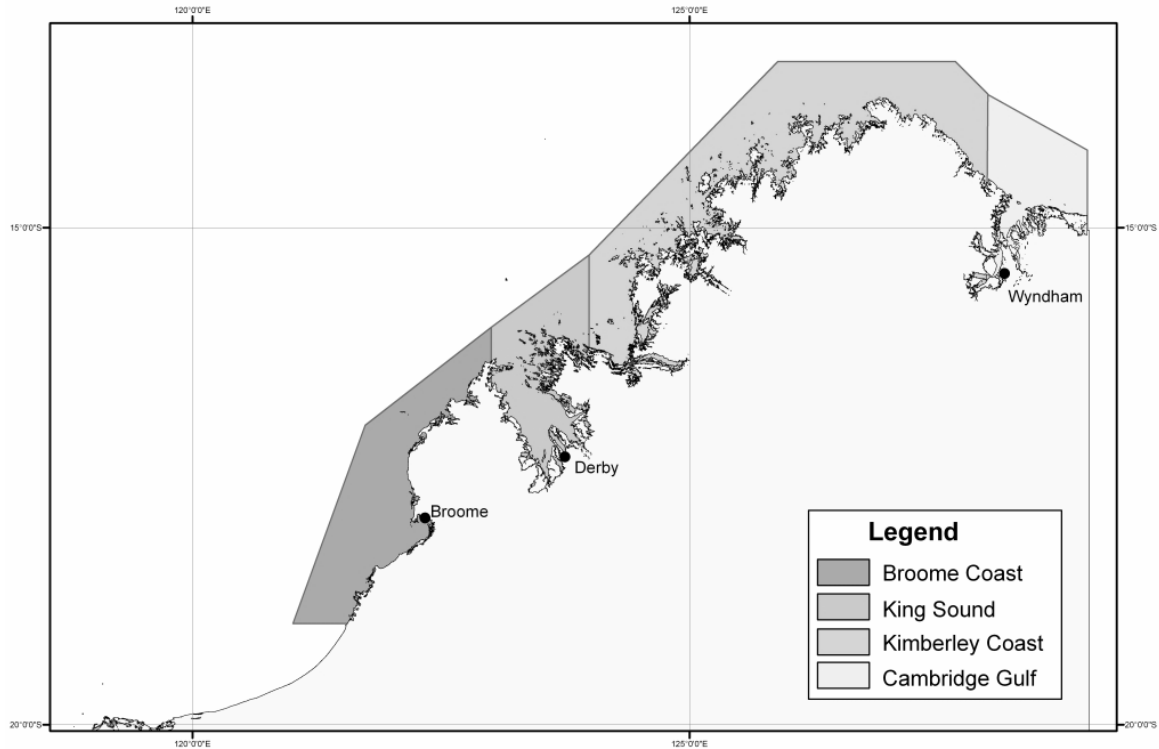 120°0'0"E 125°0'0"E
15°0'0"S 15°0'0"S
Wyndham
Derby
Broome
Legend
Broome Coast
King Sound
Kimberley Coast
Cambridge Gulf
20°0'0"S 20°0'0"S
120°0'0"E 125°0'0"E